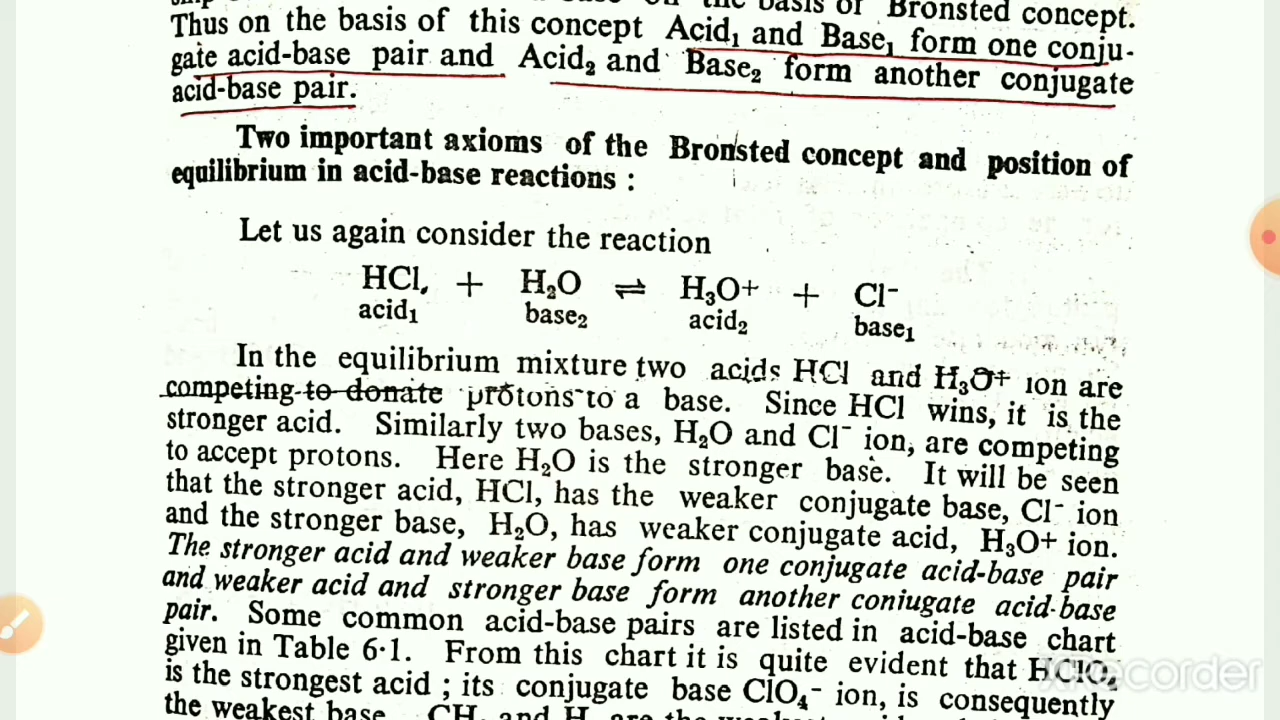 the basis of Bronsted concept.
Thus on the basis of this concept Acid₁ and Base₁ form one conju-
gate acid-base pair and Acid₂ and Base₂ form another conjugate
acid-base pair.
Two important axioms of the Bronsted concept and position of
equilibrium in acid-base reactions :
Let us again consider the reaction
HCl + H₂O ⇌ H₃O+ + Cl⁻
acid₁ base₂ acid₂ base₁
In the equilibrium mixture two acids HCl and H₃O+ ion are
competing to donate protons to a base. Since HCl wins, it is the
stronger acid. Similarly two bases, H₂O and Cl⁻ ion, are competing
to accept protons. Here H₂O is the stronger base. It will be seen
that the stronger acid, HCl, has the weaker conjugate base, Cl⁻ ion
and the stronger base, H₂O, has weaker conjugate acid, H₃O+ ion.
The stronger acid and weaker base form one conjugate acid-base pair
and weaker acid and stronger base form another conjugate acid-base
pair. Some common acid-base pairs are listed in acid-base chart
given in Table 6·1. From this chart it is quite evident that HClO₄
is the strongest acid ; its conjugate base ClO₄⁻ ion, is consequently
the weakest base. and are the
recorder